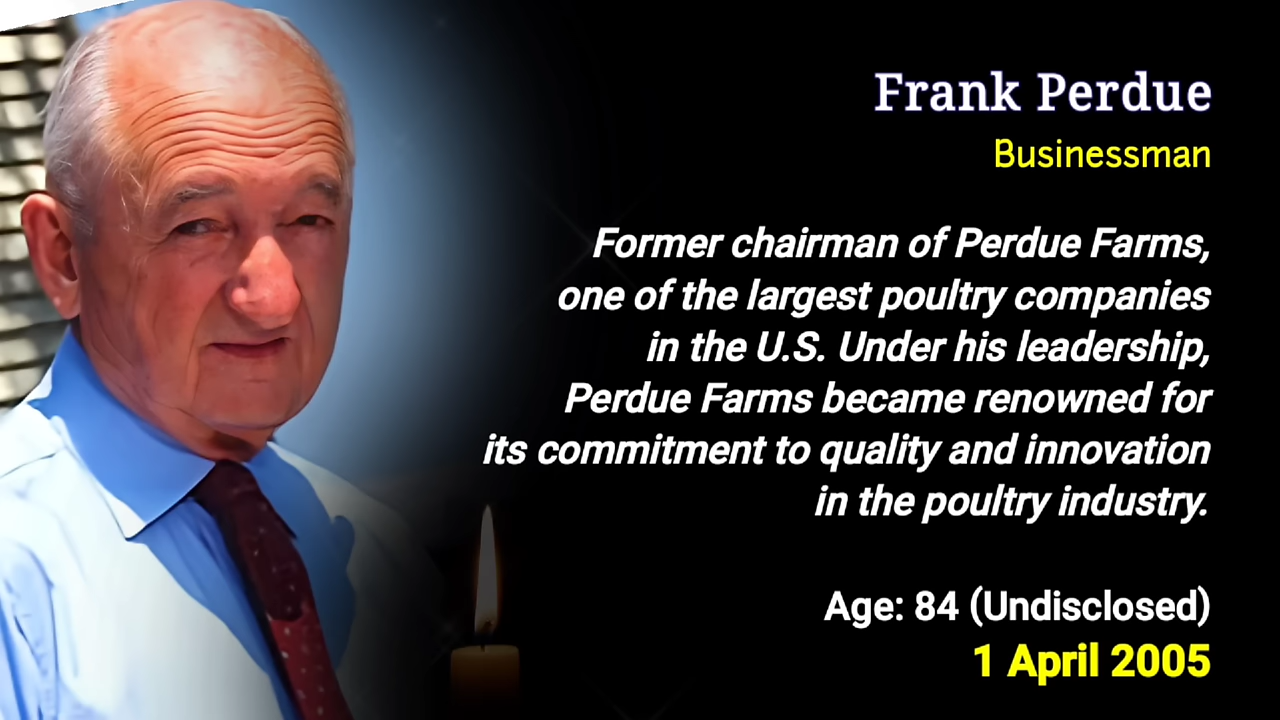 Frank Perdue
Businessman
Former chairman of Perdue Farms,
one of the largest poultry companies
in the U.S. Under his leadership,
Perdue Farms became renowned for
its commitment to quality and innovation
in the poultry industry.
Age: 84 (Undisclosed)
1 April 2005